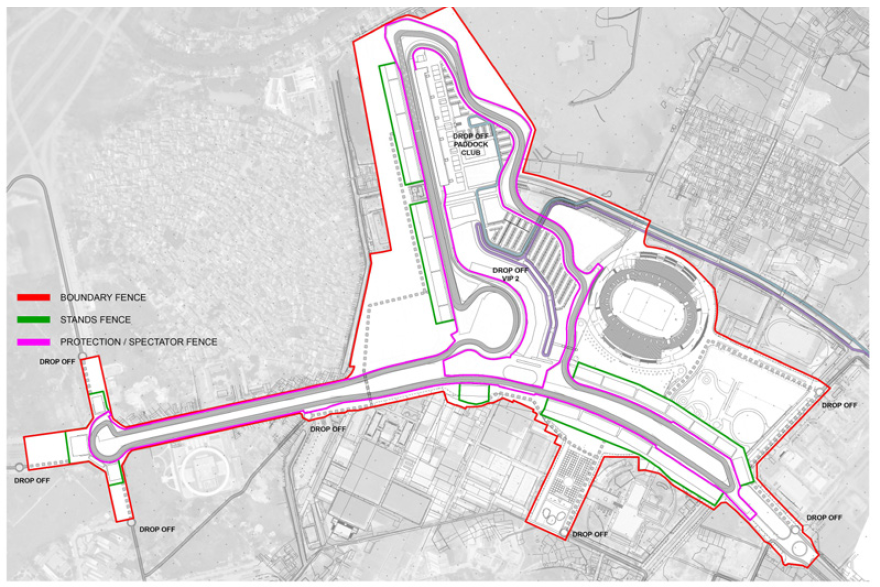 DROP OFF
PADDOCK
CLUB
DROP OFF
VIP 2
BOUNDARY FENCE
STANDS FENCE
PROTECTION / SPECTATOR FENCE
DROP OFF
DROP OFF
DROP OFF
DROP OFF
DROP OFF
DROP OFF
DROP OFF